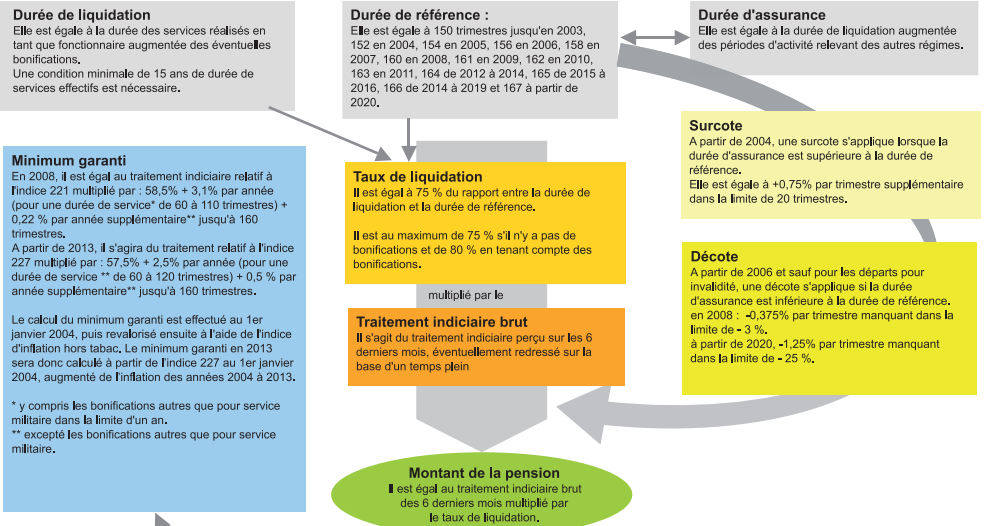 Durée de liquidation
Elle est égale à la durée des services réalisés en
tant que fonctionnaire augmentée des éventuelles
bonifications.
Une condition minimale de 15 ans de durée de
services effectifs est nécessaire.
Durée de référence :
Elle est égale à 150 trimestres jusqu'en 2003,
152 en 2004, 154 en 2005, 156 en 2006, 158 en
2007, 160 en 2008, 161 en 2009, 162 en 2010,
163 en 2011, 164 de 2012 à 2014, 165 de 2015 à
2016, 166 de 2014 à 2019 et 167 à partir de
2020.
Durée d'assurance
Elle est égale à la durée de liquidation augmentée
des périodes d'activité relevant des autres régimes.
Surcote
A partir de 2004, une surcote s'applique lorsque la
durée d'assurance est supérieure à la durée de
référence.
Elle est égale à +0,75% par trimestre supplémentaire
dans la limite de 20 trimestres.
Minimum garanti
En 2008, il est égal au traitement indiciaire relatif à
l'indice 221 multiplié par : 58,5% + 3,1% par année
(pour une durée de service* de 60 à 110 trimestres) +
0,22 % par année supplémentaire** jusqu'à 160
trimestres.
A partir de 2013, il s'agira du traitement relatif à l'indice
227 multiplié par : 57,5% + 2,5% par année (pour une
durée de service ** de 60 à 120 trimestres) + 0,5 % par
année supplémentaire** jusqu'à 160 trimestres.
Le calcul du minimum garanti est effectué au 1er
janvier 2004, puis revalorisé ensuite à l'aide de l'indice
d'inflation hors tabac. Le minimum garanti en 2013
sera donc calculé à partir de l'indice 227 au 1er janvier
2004, augmenté de l'inflation des années 2004 à 2013.
* y compris les bonifications autres que pour service
militaire dans la limite d'un an.
** excepté les bonifications autres que pour service
militaire.
Taux de liquidation
Il est égal à 75 % du rapport entre la durée de
liquidation et la durée de référence.
Il est au maximum de 75 % s'il n'y a pas de
bonifications et de 80 % en tenant compte des
bonifications.
multiplié par le
Traitement indiciaire brut
Il s'agit du traitement indiciaire perçu sur les 6
derniers mois, éventuellement redressé sur la
base d'un temps plein
Décote
A partir de 2006 et sauf pour les départs pour
invalidité, une décote s'applique si la durée
d'assurance est inférieure à la durée de référence.
en 2008 : -0,375% par trimestre manquant dans la
limite de - 3 %.
à partir de 2020, -1,25% par trimestre manquant
dans la limite de - 25 %.
Montant de la pension
Il est égal au traitement indiciaire brut
des 6 derniers mois multiplié par
le taux de liquidation.